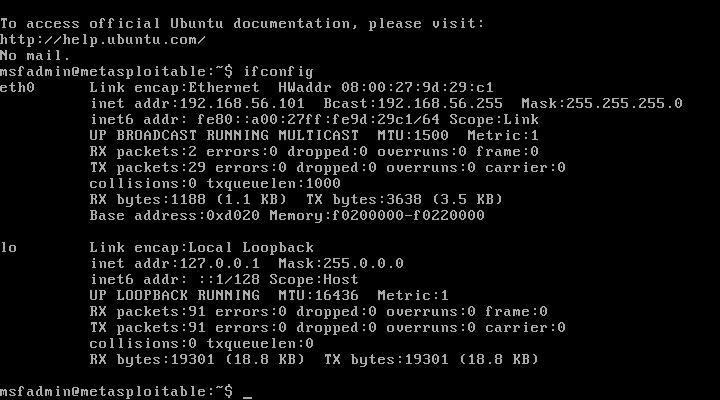 To access official Ubuntu documentation, please visit:
http://help.ubuntu.com/
No mail.
msfadmin@metasploitable:~$ ifconfig
eth0      Link encap:Ethernet  HWaddr 08:00:27:9d:29:c1
          inet addr:192.168.56.101  Bcast:192.168.56.255  Mask:255.255.255.0
          inet6 addr: fe80::a00:27ff:fe9d:29c1/64 Scope:Link
          UP BROADCAST RUNNING MULTICAST  MTU:1500  Metric:1
          RX packets:2 errors:0 dropped:0 overruns:0 frame:0
          TX packets:29 errors:0 dropped:0 overruns:0 carrier:0
          collisions:0 txqueuelen:1000
          RX bytes:1188 (1.1 KB)  TX bytes:3638 (3.5 KB)
          Base address:0xd020 Memory:f0200000-f0220000
lo        Link encap:Local Loopback
          inet addr:127.0.0.1  Mask:255.0.0.0
          inet6 addr: ::1/128 Scope:Host
          UP LOOPBACK RUNNING  MTU:16436  Metric:1
          RX packets:91 errors:0 dropped:0 overruns:0 frame:0
          TX packets:91 errors:0 dropped:0 overruns:0 carrier:0
          collisions:0 txqueuelen:0
          RX bytes:19301 (18.8 KB)  TX bytes:19301 (18.8 KB)
msfadmin@metasploitable:~$ _